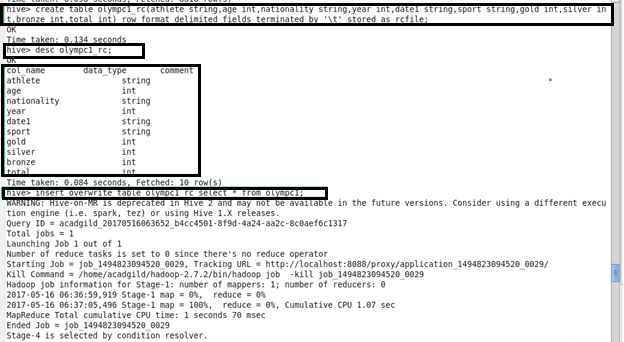 hive> create table olympc1_rc(athlete string,age int,nationality string,year int,date1 string,sport string,gold int,silver in
t,bronze int,total int) row format delimited fields terminated by '\t' stored as rcfile;
OK
Time taken: 0.134 seconds
hive> desc olympc1_rc;
OK
col_name data_type comment
athlete string
age int
nationality string
year int
date1 string
sport string
gold int
silver int
bronze int
total int
Time taken: 0.084 seconds, Fetched: 10 row(s)
hive> insert overwrite table olympc1_rc select * from olympc1;
WARNING: Hive-on-MR is deprecated in Hive 2 and may not be available in the future versions. Consider using a different execu
tion engine (i.e. spark, tez) or using Hive 1.X releases.
Query ID = acadgild_20170516063652_b4cc4501-8f9d-4a24-aa2c-8c0aef6c1317
Total jobs = 1
Launching Job 1 out of 1
Number of reduce tasks is set to 0 since there's no reduce operator
Starting Job = job_1494823094520_0029, Tracking URL = http://localhost:8088/proxy/application_1494823094520_0029/
Kill Command = /home/acadgild/hadoop-2.7.2/bin/hadoop job -kill job_1494823094520_0029
Hadoop job information for Stage-1: number of mappers: 1; number of reducers: 0
2017-05-16 06:36:59,919 Stage-1 map = 0%, reduce = 0%
2017-05-16 06:37:05,496 Stage-1 map = 100%, reduce = 0%, Cumulative CPU 1.07 sec
MapReduce Total cumulative CPU time: 1 seconds 70 msec
Ended Job = job_1494823094520_0029
Stage-4 is selected by condition resolver.